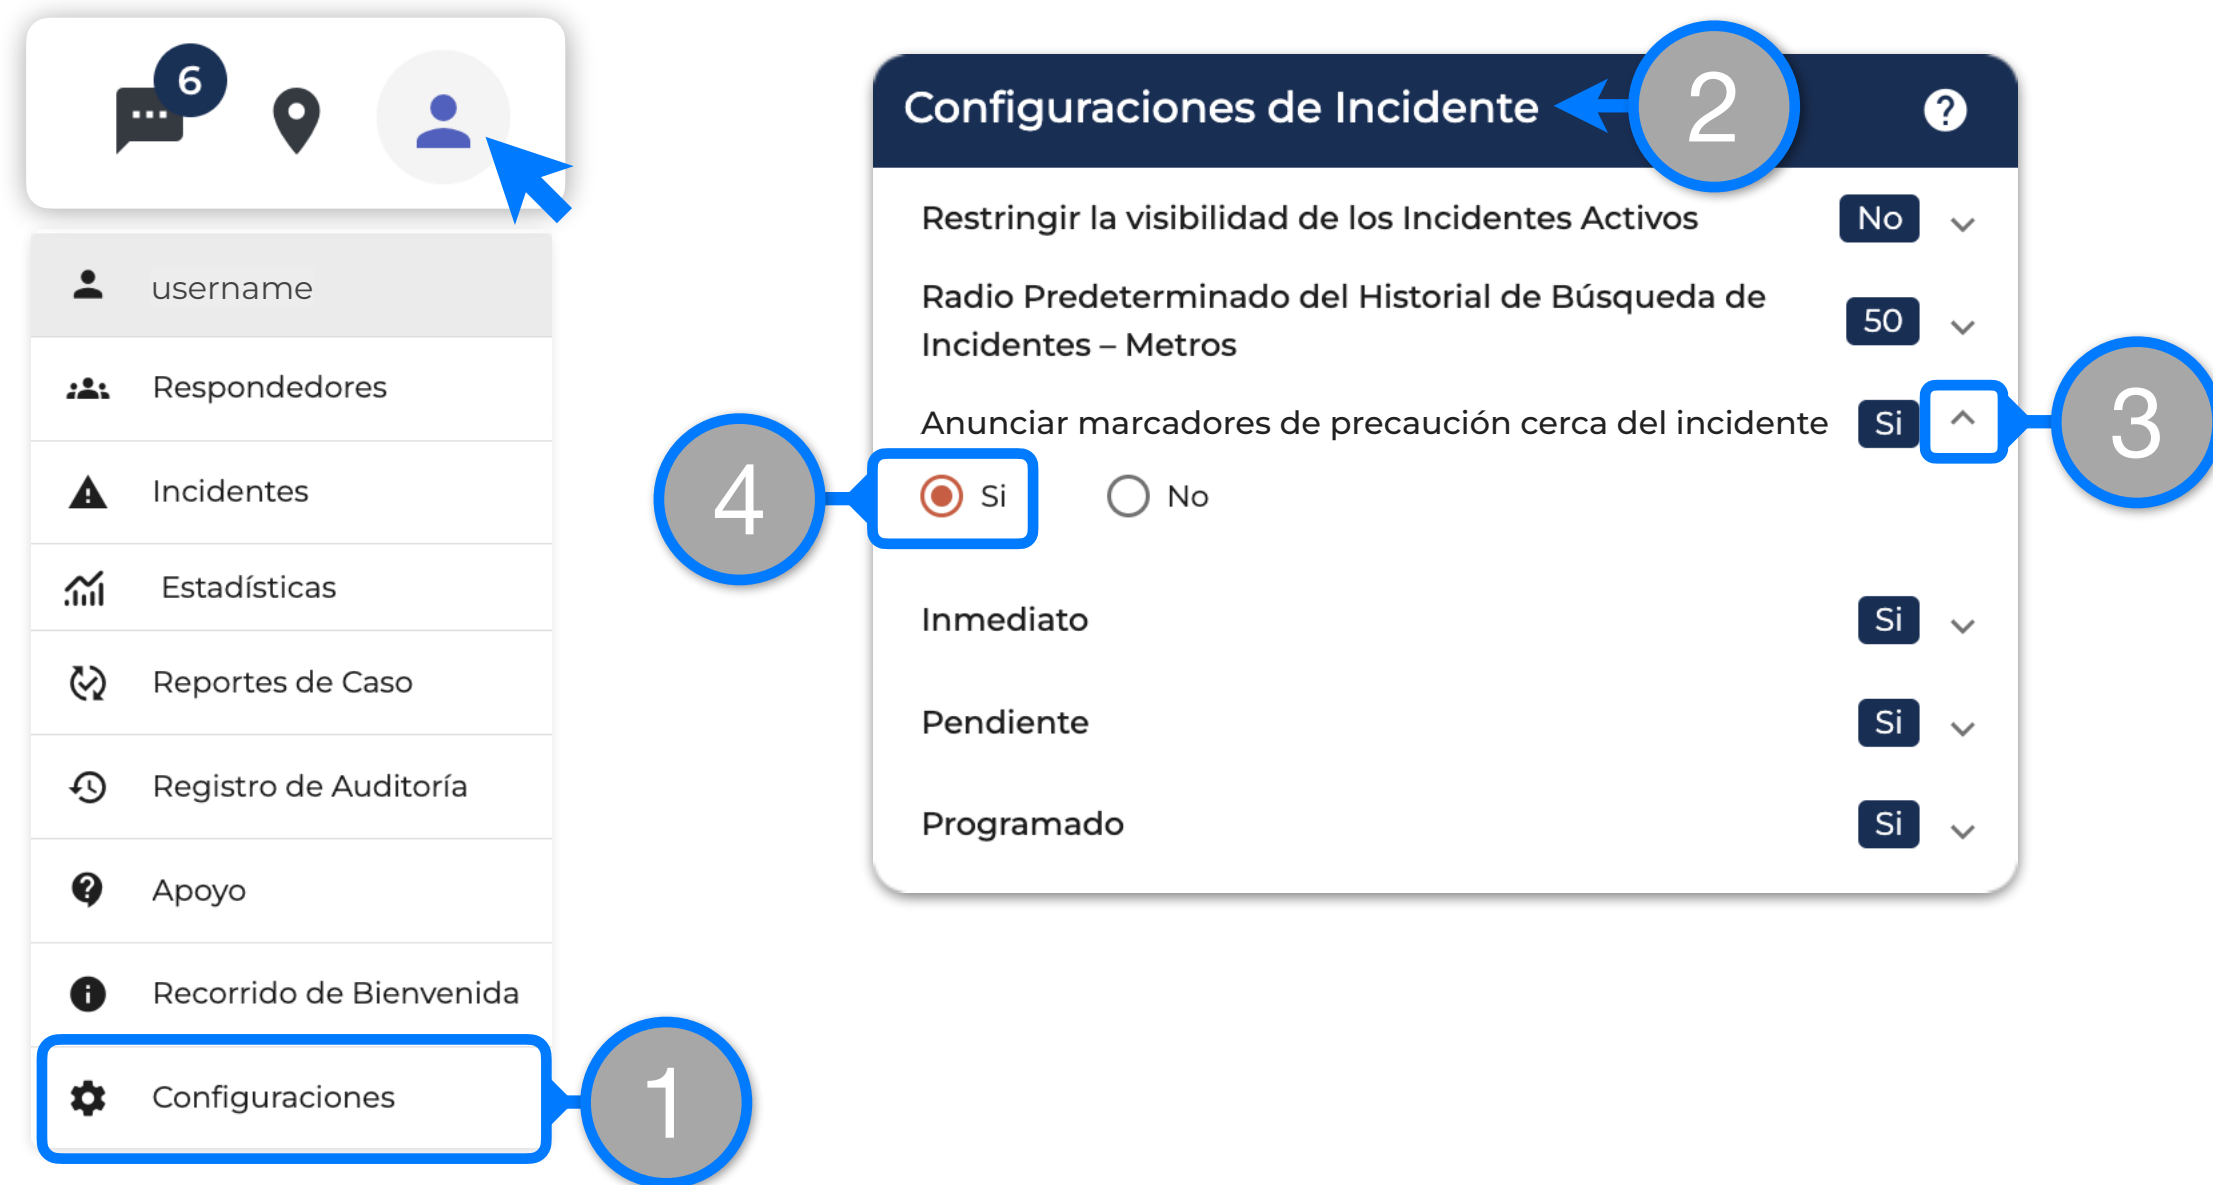 6
username
Respondedores
Incidentes
Estadísticas
Reportes de Caso
Registro de Auditoría
Apoyo
Recorrido de Bienvenida
Configuraciones
1
Configuraciones de Incidente
2
?
Restringir la visibilidad de los Incidentes Activos No
Radio Predeterminado del Historial de Búsqueda de
Incidentes – Metros
50
Anunciar marcadores de precaución cerca del incidente Si
3
4
Si No
Inmediato Si
Pendiente Si
Programado Si